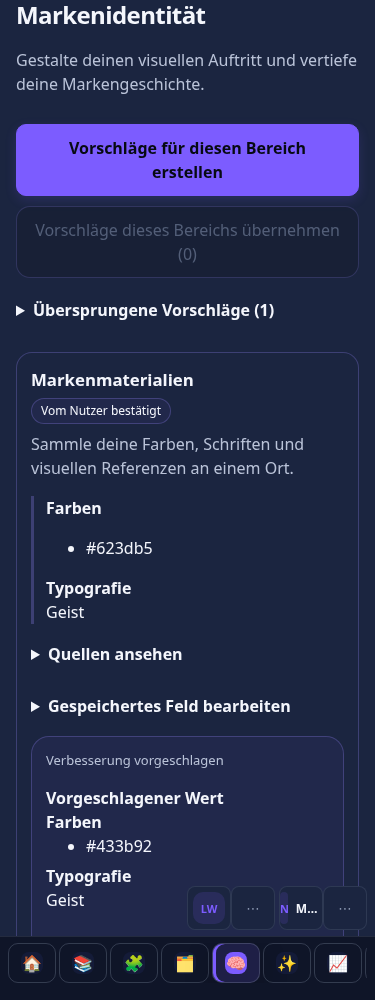 Markenidentität
Gestalte deinen visuellen Auftritt und vertiefe
deine Markengeschichte.
Vorschläge für diesen Bereich
erstellen
Vorschläge dieses Bereichs übernehmen
(0)
Übersprungene Vorschläge (1)
Markenmaterialien
Vom Nutzer bestätigt
Sammle deine Farben, Schriften und
visuellen Referenzen an einem Ort.
Farben
#623db5
Typografie
Geist
Quellen ansehen
Gespeichertes Feld bearbeiten
Verbesserung vorgeschlagen
Vorgeschlagener Wert
Farben
#433b92
Typografie
Geist
LW ... N M... ...